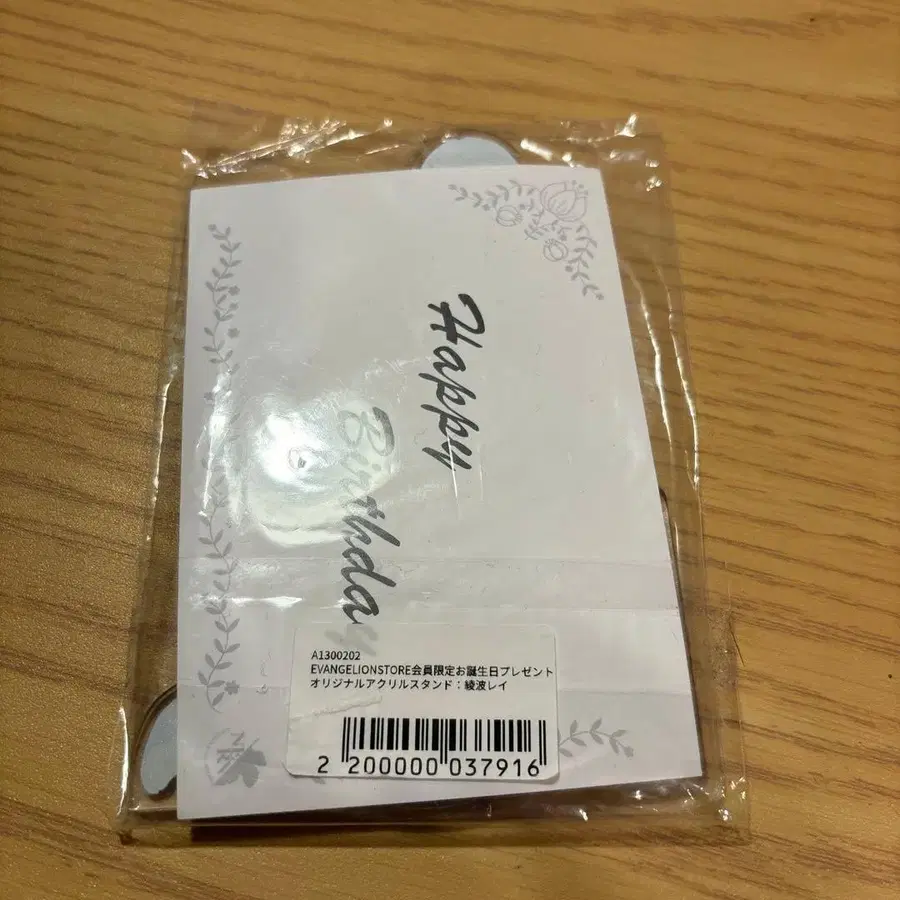 Happy
Birthday
A1300202
EVANGELIONSTORE会員限定お誕生日プレゼント
オリジナルアクリルスタンド：綾波レイ
2 200000 037916